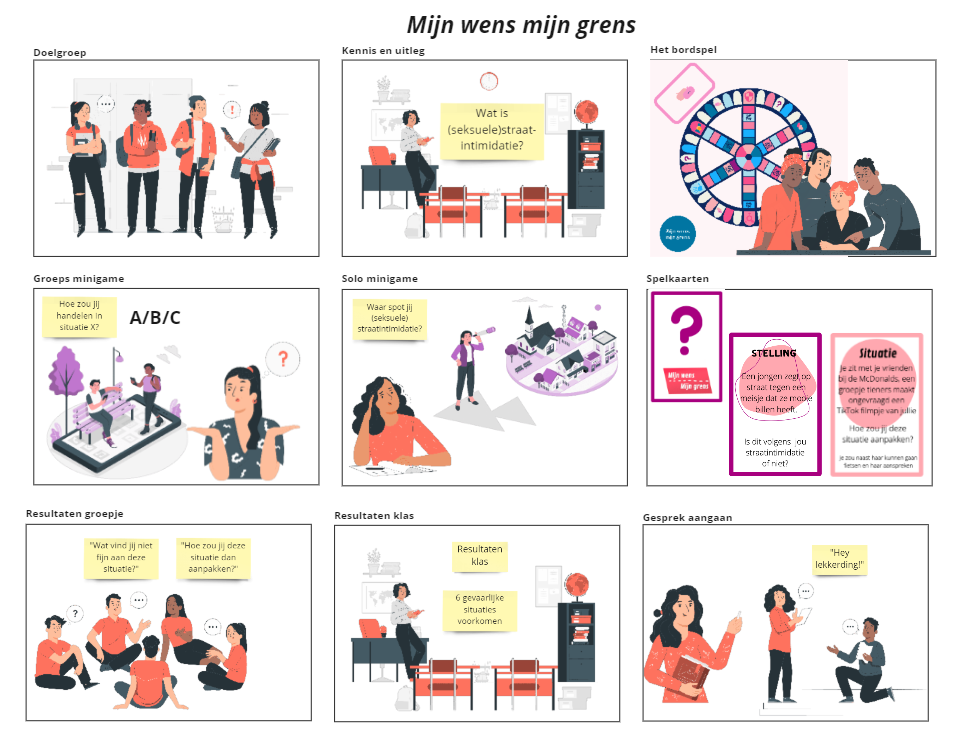 Mijn wens mijn grens
Doelgroep
Kennis en uitleg
Het bordspel
...
!
Wat is
(seksuele)straat-
intimidatie?
Mijn wens,
mijn grens
Groeps minigame
Solo minigame
Spelkaarten
Hoe zou jij
handelen in
situatie X?
A/B/C
?
Waar spot jij
(seksuele)
straatintimidatie?
?
Mijn wens
Mijn grens
STELLING
Een jongen zegt op
straat tegen een
meisje dat ze mooie
billen heeft.
Is dit volgens jou
straatintimidatie
of niet?
Situatie
Je zit met je vrienden
bij de McDonalds, een
groepje tieners maakt
ongevraagd een
TikTok filmpje van jullie
Hoe zou jij deze
situatie aanpakken?
je zou naast haar kunnen gaan
fietsen en haar aanspreken
Resultaten groepje
Resultaten klas
Gesprek aangaan
"Wat vind jij niet
fijn aan deze
situatie?"
"Hoe zou jij deze
situatie dan
aanpakken?"
?
...
...
...
Resultaten
klas
6 gevaarlijke
situaties
voorkomen
"Hey
lekkerding!"
...
...